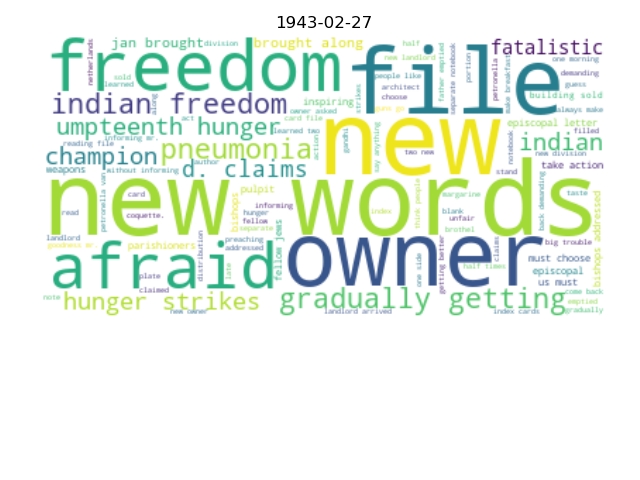 1943-02-27
jan brought
division
brought along
half
new landlord
fatalistic
one morning
netherlands
freedom
file
people like
architect
choose
father emptied
separate notebook
portion
petronella
make breakfast
demanding
guess
building sold
always make
sold
learned
indian freedom
along
strikes
inspiring
owner asked
card file
act
umpteenth hunger
learned two
informing mr.
reading file
action
gandhi
say anything
new
episcopal letter
filled
notebook
indian
champion
pneumonia
author
two new
new division
weapons
without informing
d. claims
stand
take action
petronella van
card
pulpit
informing
new words
margarine
taste
coquette.
bishops
hunger
fellow
separate
index
think people
blank
unfair
brothel
read
back demanding
bishops addressed
landlord
goodness mr.
parishioners
distribution
preaching
addressed
fellow jews
owner
claims
big trouble
afraid
late
one side
getting better
must choose
half times
episcopal
us must
plate
claimed
come back
note
hunger strikes
gradually getting
emptied
gradually
new owner
landlord arrived
index cards